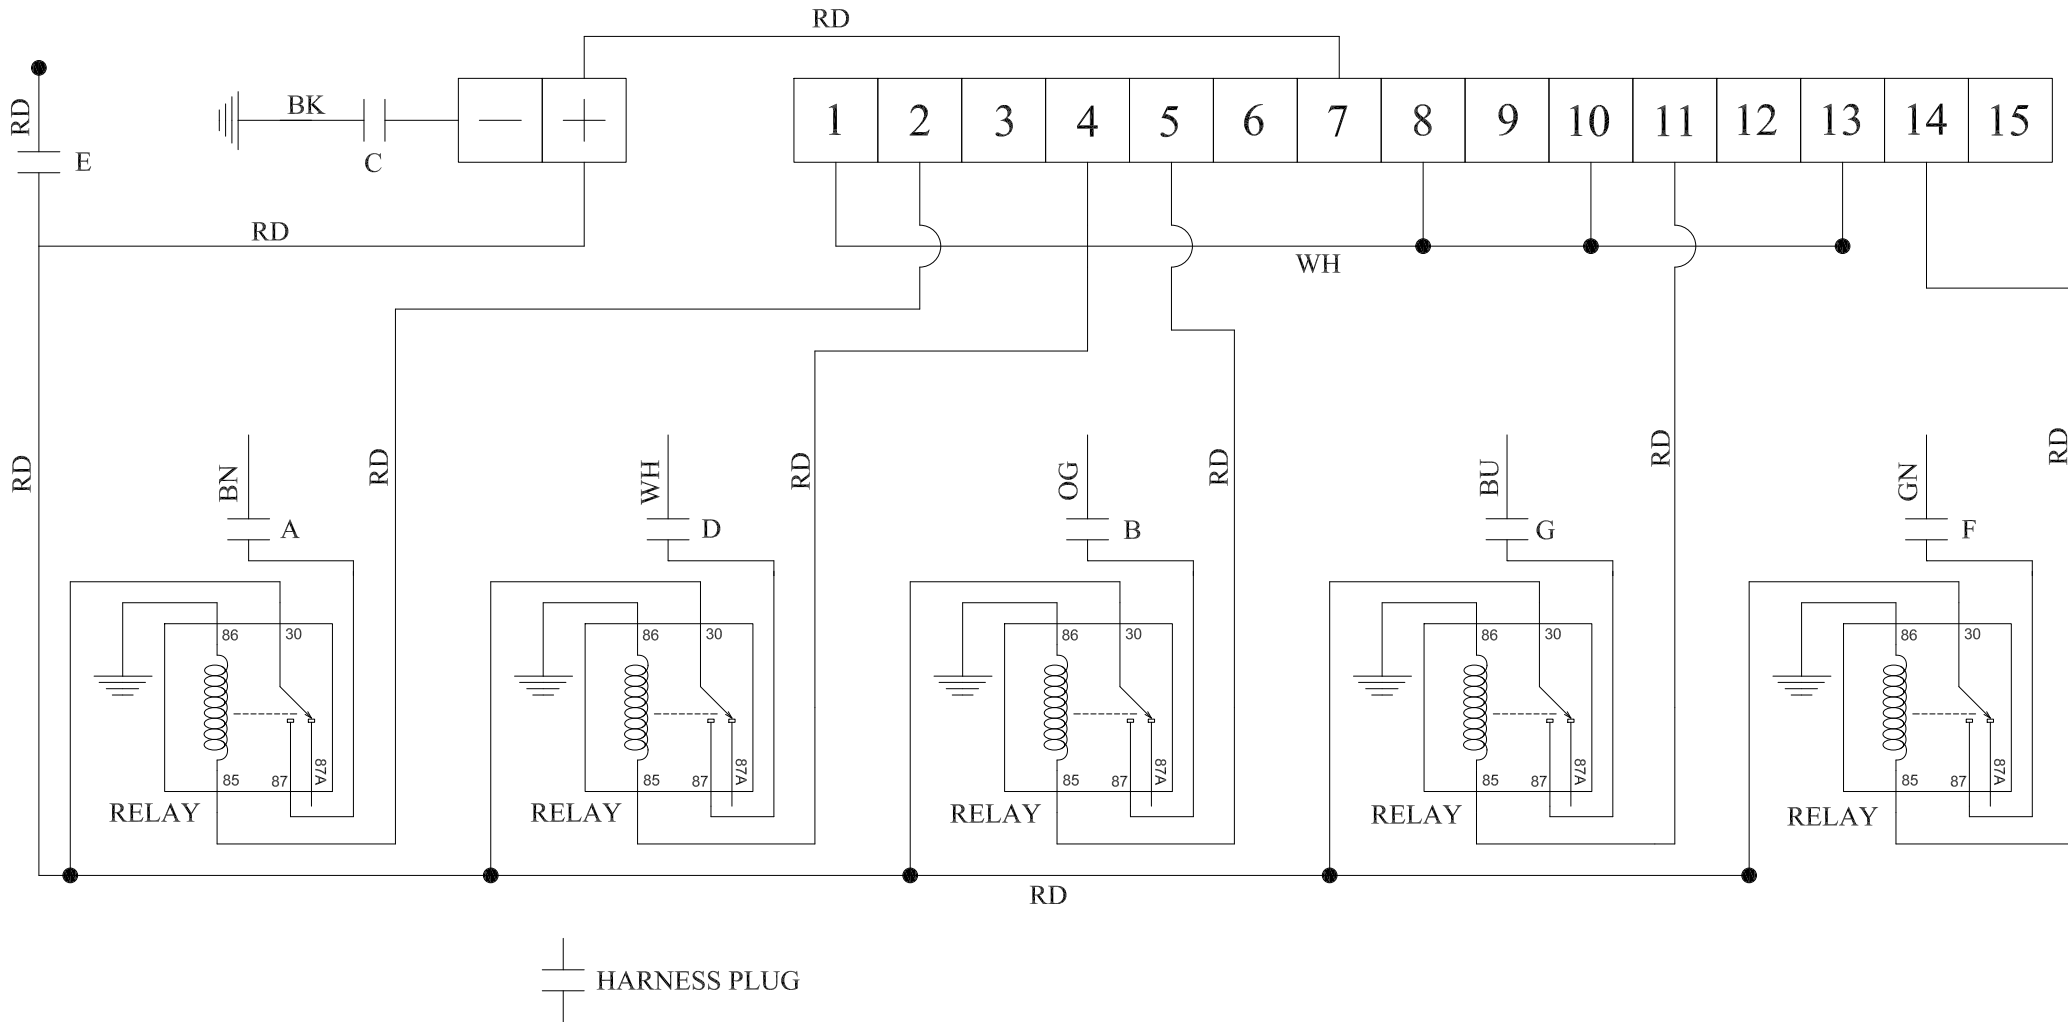 RD
RD
BK
— +
1 2 3 4 5 6 7 8 9 10 11 12 13 14 15
E
C
RD
WH
RD
BN
RD
WH
RD
OG
RD
BU
RD
GN
RD
A
D
B
G
F
86 30
86 30
86 30
86 30
86 30
85 87 87A
85 87 87A
85 87 87A
85 87 87A
85 87 87A
RELAY
RELAY
RELAY
RELAY
RELAY
RD
HARNESS PLUG